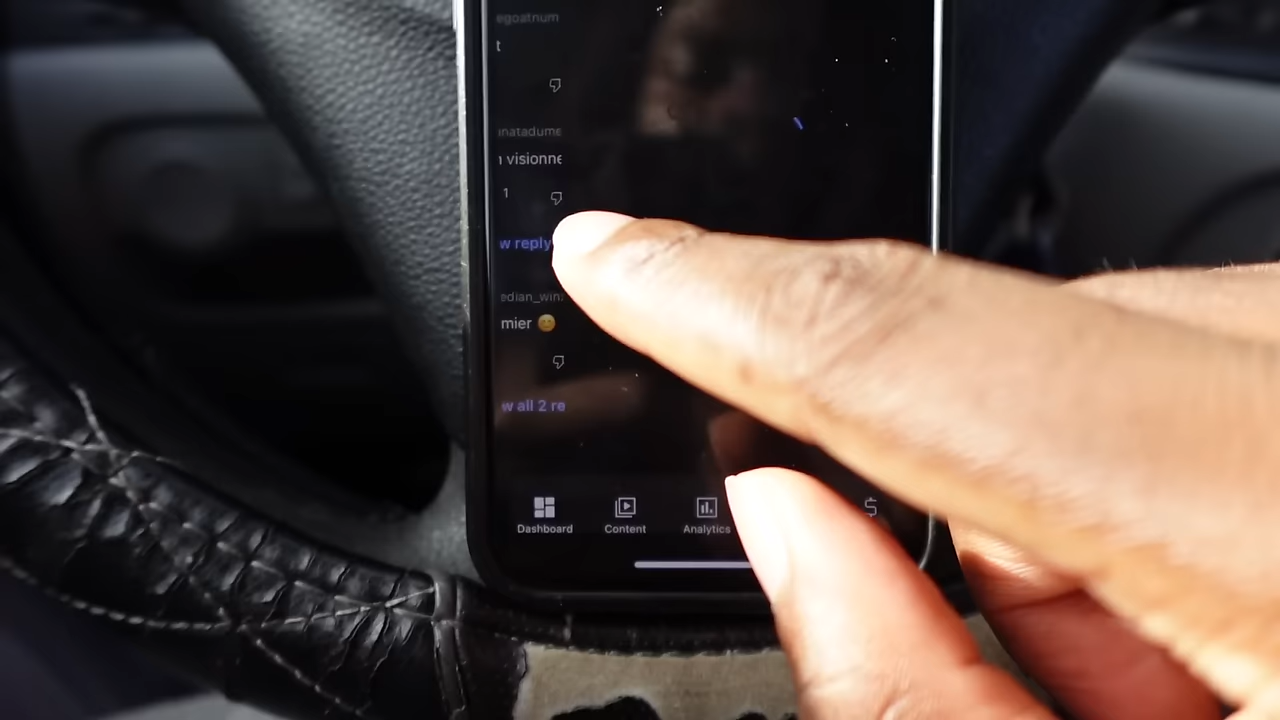 egoatnum
t
natadume
visionne
1
w reply
edian_win
mier 😊
w all 2 re
Dashboard
Content
Analytics
$